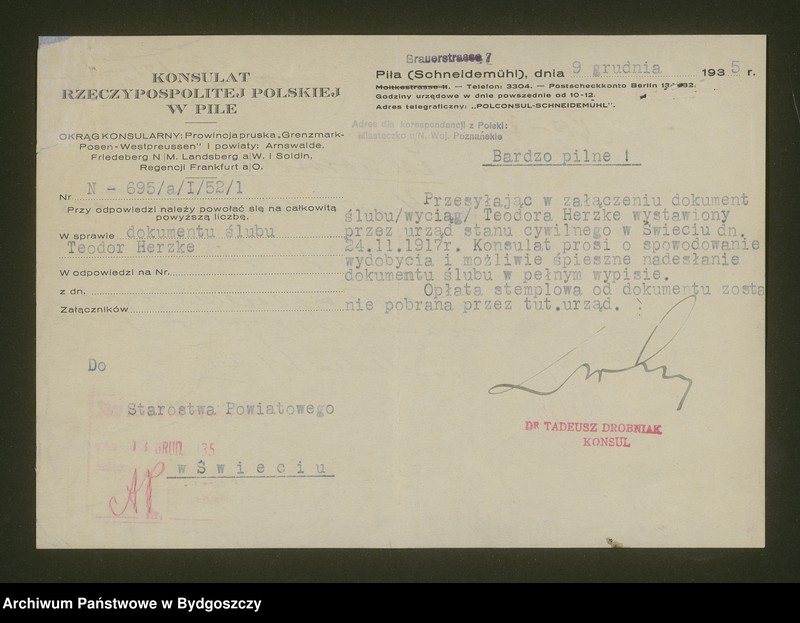 KONSULAT
RZECZYPOSPOLITEJ POLSKIEJ
W PILE
OKRĄG KONSULARNY: Prowincja pruska „Grenzmark-
Posen-Westpreussen" i powiaty: Arnswalde,
Friedeberg N|M. Landsberg a|W, i Soldin,
Regencji Frankfurt a|O.
Nr N - 695/a/I/52/1
Przy odpowiedzi należy powołać się na całkowitą
powyższą liczbę.
W sprawie dokumentu ślubu
Teodor Herzke
W odpowiedzi na Nr.
z dn.
Załączników
Brauerstrasse 7
Piła (Schneidemühl), dnia 9 grudnia 1935 r.
Moltkestrasse — Telefon: 3304. — Postscheckkonto Berlin
Godziny urzędowe w dnie powszednie od 10-12.
Adres telegraficzny: „POLCONSUL-SCHNEIDEMÜHL".
Adres dla korespondencji z Polski:
Woj. Poznańskie
Bardzo pilne !
Przesyłając w załączeniu dokument
ślubu/wyciąg/ Teodora Herzke wystawiony
przez urząd stanu cywilnego w Świeciu dn.
24.11.1917r. Konsulat prosi o spowodowanie
wydobycia i możliwie śpieszne nadesłanie
dokumentu ślubu w pełnym wypisie.
Opłata stemplowa od dokumentu zosta
nie pobrana przez tut.urząd.
DR TADEUSZ DROBNIAK
KONSUL
Do
Starostwa Powiatowego
GRUD. 35
w Świeciu
Archiwum Państwowe w Bydgoszczy